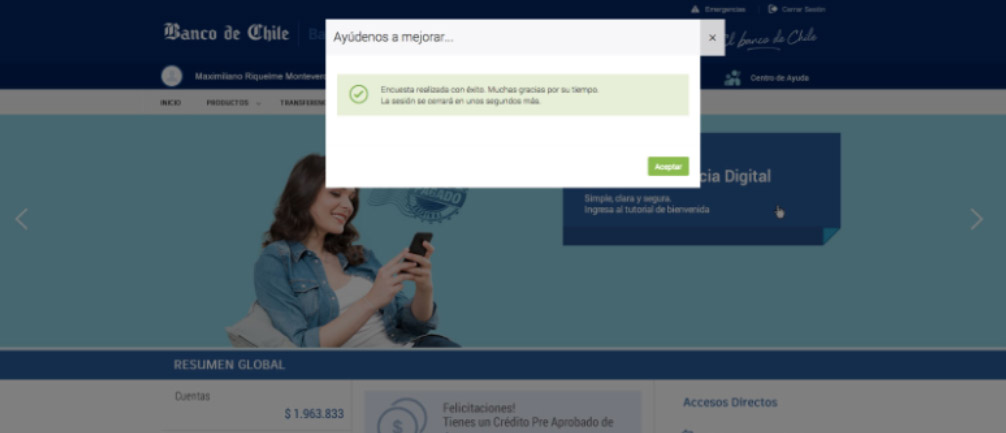 Emergencias
Cerrar Sesión
Banco de Chile
Ba
Ayúdenos a mejorar...
×
El banco de Chile
Maximiliano Riquelme
Centro de Ayuda
Encuesta realizada con éxito. Muchas gracias por su tiempo.
La sesión se cerrará en unos segundos más.
INICIO
PRODUCTOS
Aceptar
PAGADO
cia Digital
Simple, clara y segura.
Ingresa al tutorial de bienvenida
RESUMEN GLOBAL
Cuentas
$ 1.963.833
$
Felicitaciones!
Tienes un Crédito Pre Aprobado de
Accesos Directos